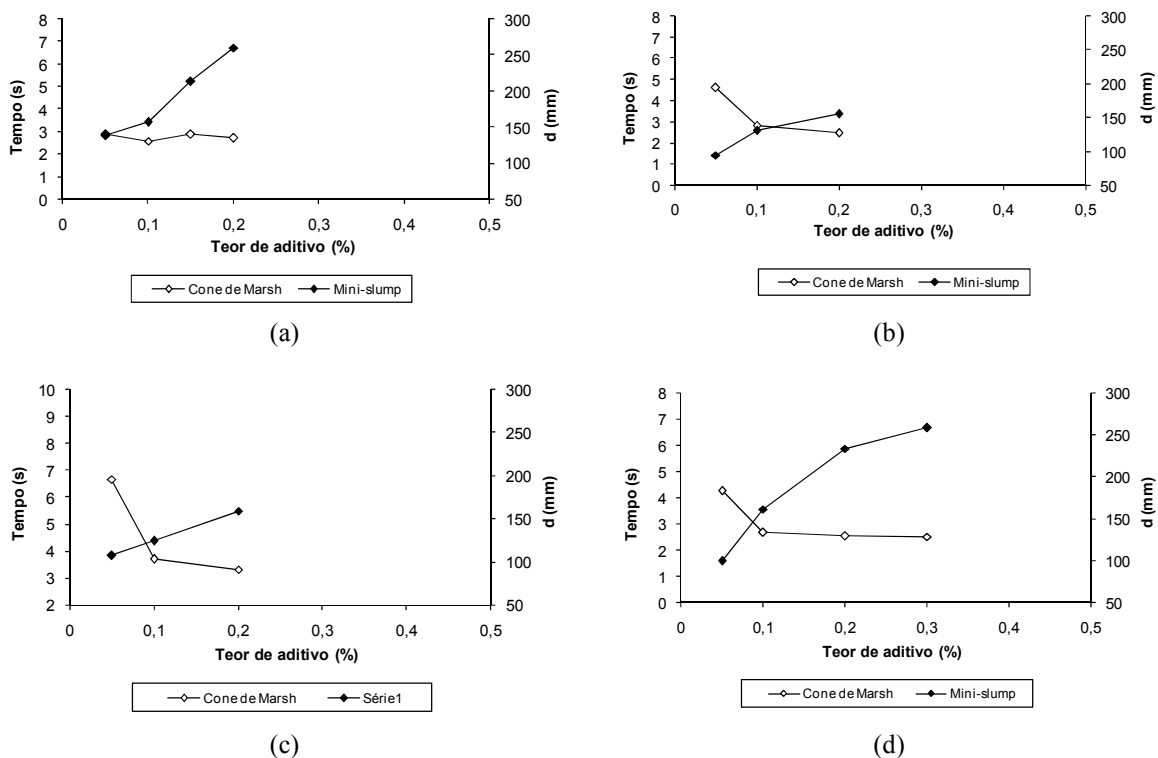 8
7
6
5
4
3
2
1
0
Tempo (s)
300
250
200
150
100
50
d (mm)
0 0,1 0,2 0,3 0,4 0,5
Teor de aditivo (%)
Cone de Marsh Mini-slump
(a)
8
7
6
5
4
3
2
1
0
Tempo (s)
300
250
200
150
100
50
d (mm)
0 0,1 0,2 0,3 0,4 0,5
Teor de aditivo (%)
Cone de Marsh Mini-slump
(b)
10
9
8
7
6
5
4
3
2
Tempo (s)
300
250
200
150
100
50
d (mm)
0 0,1 0,2 0,3 0,4 0,5
Teor de aditivo (%)
Cone de Marsh Série1
(c)
8
7
6
5
4
3
2
1
0
Tempo (s)
300
250
200
150
100
50
d (mm)
0 0,1 0,2 0,3 0,4 0,5
Teor de aditivo (%)
Cone de Marsh Mini-slump
(d)